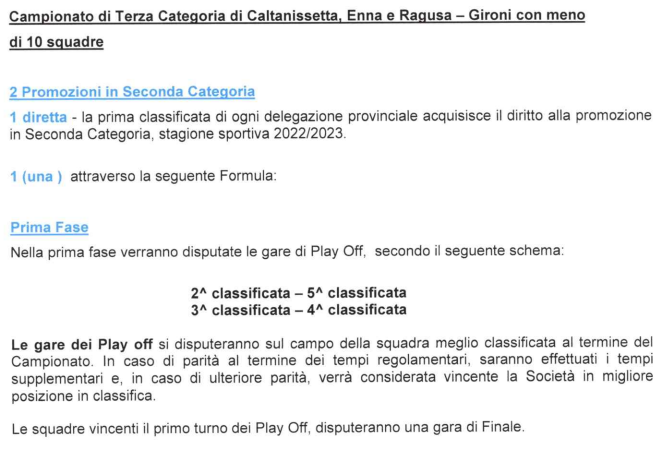 Campionato di Terza Categoria di Caltanissetta, Enna e Ragusa – Gironi con meno
di 10 squadre
2 Promozioni in Seconda Categoria
1 diretta - la prima classificata di ogni delegazione provinciale acquisisce il diritto alla promozione
in Seconda Categoria, stagione sportiva 2022/2023.
1 (una ) attraverso la seguente Formula:
Prima Fase
Nella prima fase verranno disputate le gare di Play Off, secondo il seguente schema:
2^ classificata – 5^ classificata
3^ classificata – 4^ classificata
Le gare dei Play off si disputeranno sul campo della squadra meglio classificata al termine del
Campionato. In caso di parità al termine dei tempi regolamentari, saranno effettuati i tempi
supplementari e, in caso di ulteriore parità, verrà considerata vincente la Società in migliore
posizione in classifica.
Le squadre vincenti il primo turno dei Play Off, disputeranno una gara di Finale.